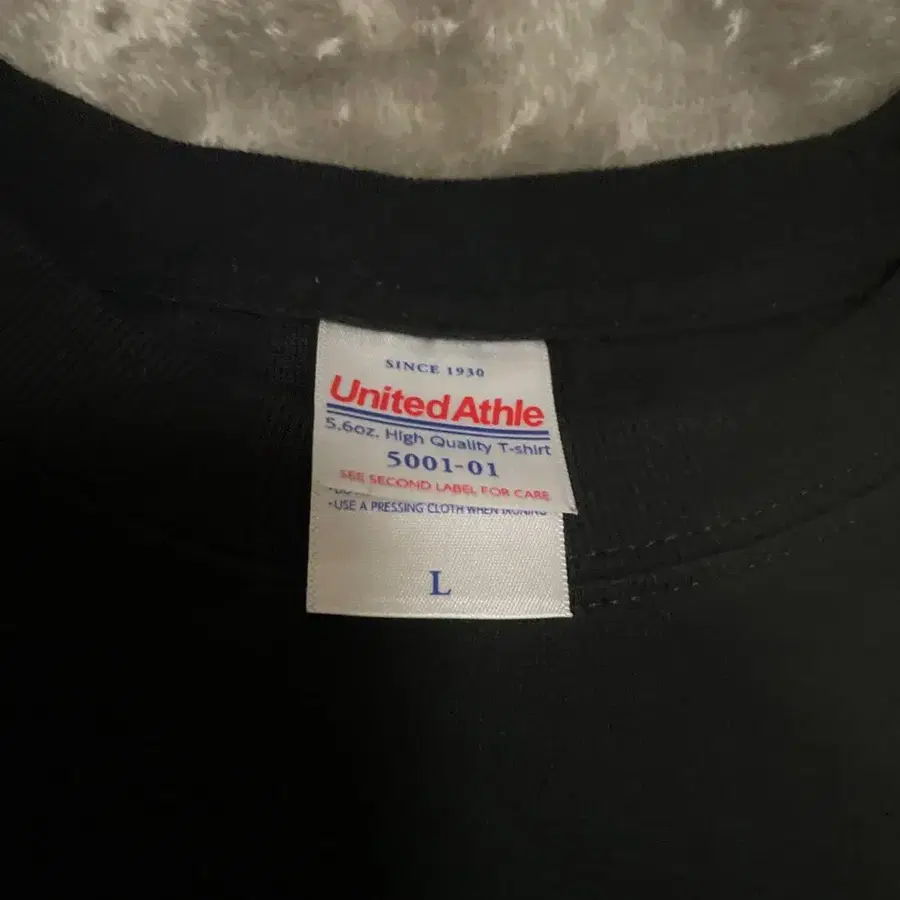 SINCE 1930
United Athle
5.6oz. High Quality T-shirt
5001-01
SEE SECOND LABEL FOR CARE
·USE A PRESSING CLOTH WHEN IRONING
L